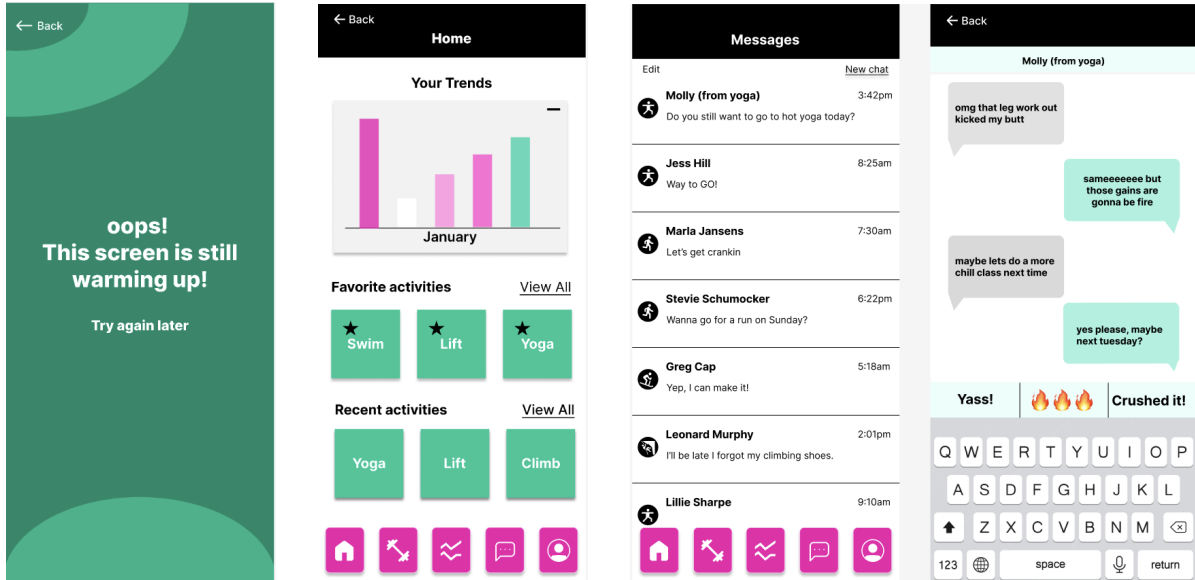 ← Back
oops!
This screen is still
warming up!
Try again later
← Back
Home
Your Trends
January
Favorite activities
View All
★ Swim
★ Lift
★ Yoga
Recent activities
View All
Yoga
Lift
Climb
Messages
Edit
New chat
Molly (from yoga)
3:42pm
Do you still want to go to hot yoga today?
Jess Hill
8:25am
Way to GO!
Marla Jansens
7:30am
Let's get crankin
Stevie Schumocker
6:22pm
Wanna go for a run on Sunday?
Greg Cap
5:18am
Yep, I can make it!
Leonard Murphy
2:01pm
I'll be late I forgot my climbing shoes.
Lillie Sharpe
9:10am
← Back
Molly (from yoga)
omg that leg work out
kicked my butt
sameeeeeee but
those gains are
gonna be fire
maybe lets do a more
chill class next time
yes please, maybe
next tuesday?
Yass!
🔥🔥🔥
Crushed it!
Q W E R T Y U I O P
A S D F G H J K L
Z X C V B N M
123
space
return